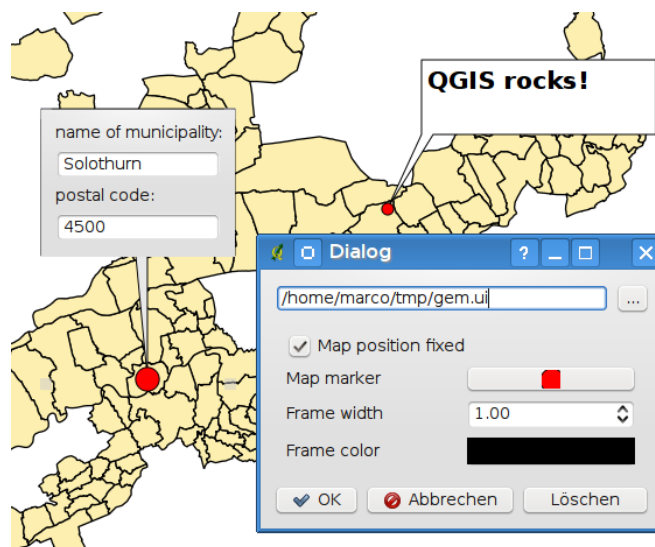 QGIS rocks!
name of municipality:
Solothurn
postal code:
4500
Dialog
?
/home/marco/tmp/gem.ui
...
Map position fixed
Map marker
Frame width
1.00
Frame color
OK
Abbrechen
Löschen